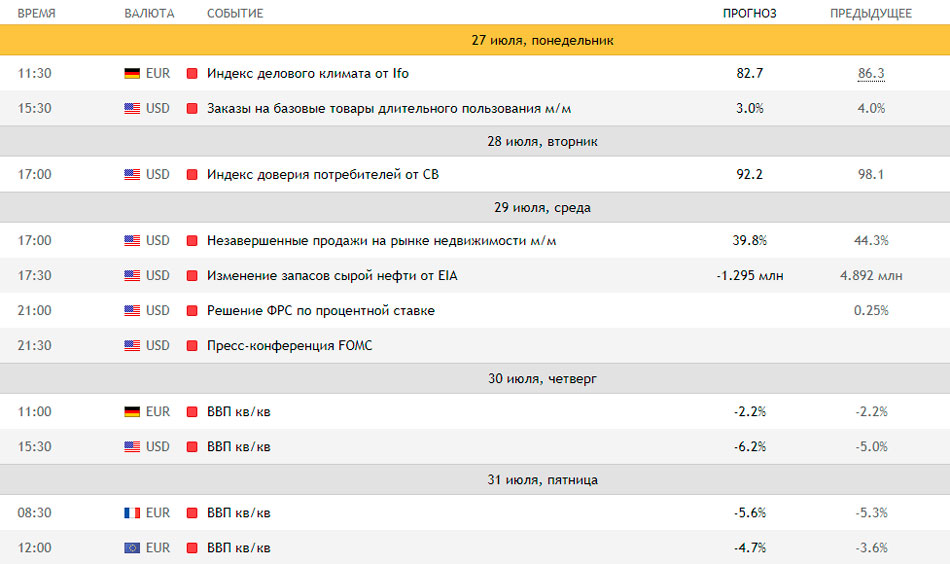 ВРЕМЯ ВАЛЮТА СОБЫТИЕ ПРОГНОЗ ПРЕДЫДУЩЕЕ
27 июля, понедельник
11:30 EUR Индекс делового климата от Ifo 82.7 86.3
15:30 USD Заказы на базовые товары длительного пользования м/м 3.0% 4.0%
28 июля, вторник
17:00 USD Индекс доверия потребителей от CB 92.2 98.1
29 июля, среда
17:00 USD Незавершенные продажи на рынке недвижимости м/м 39.8% 44.3%
17:30 USD Изменение запасов сырой нефти от EIA -1.295 млн 4.892 млн
21:00 USD Решение ФРС по процентной ставке 0.25%
21:30 USD Пресс-конференция FOMC
30 июля, четверг
11:00 EUR ВВП кв/кв -2.2% -2.2%
15:30 USD ВВП кв/кв -6.2% -5.0%
31 июля, пятница
08:30 EUR ВВП кв/кв -5.6% -5.3%
12:00 EUR ВВП кв/кв -4.7% -3.6%